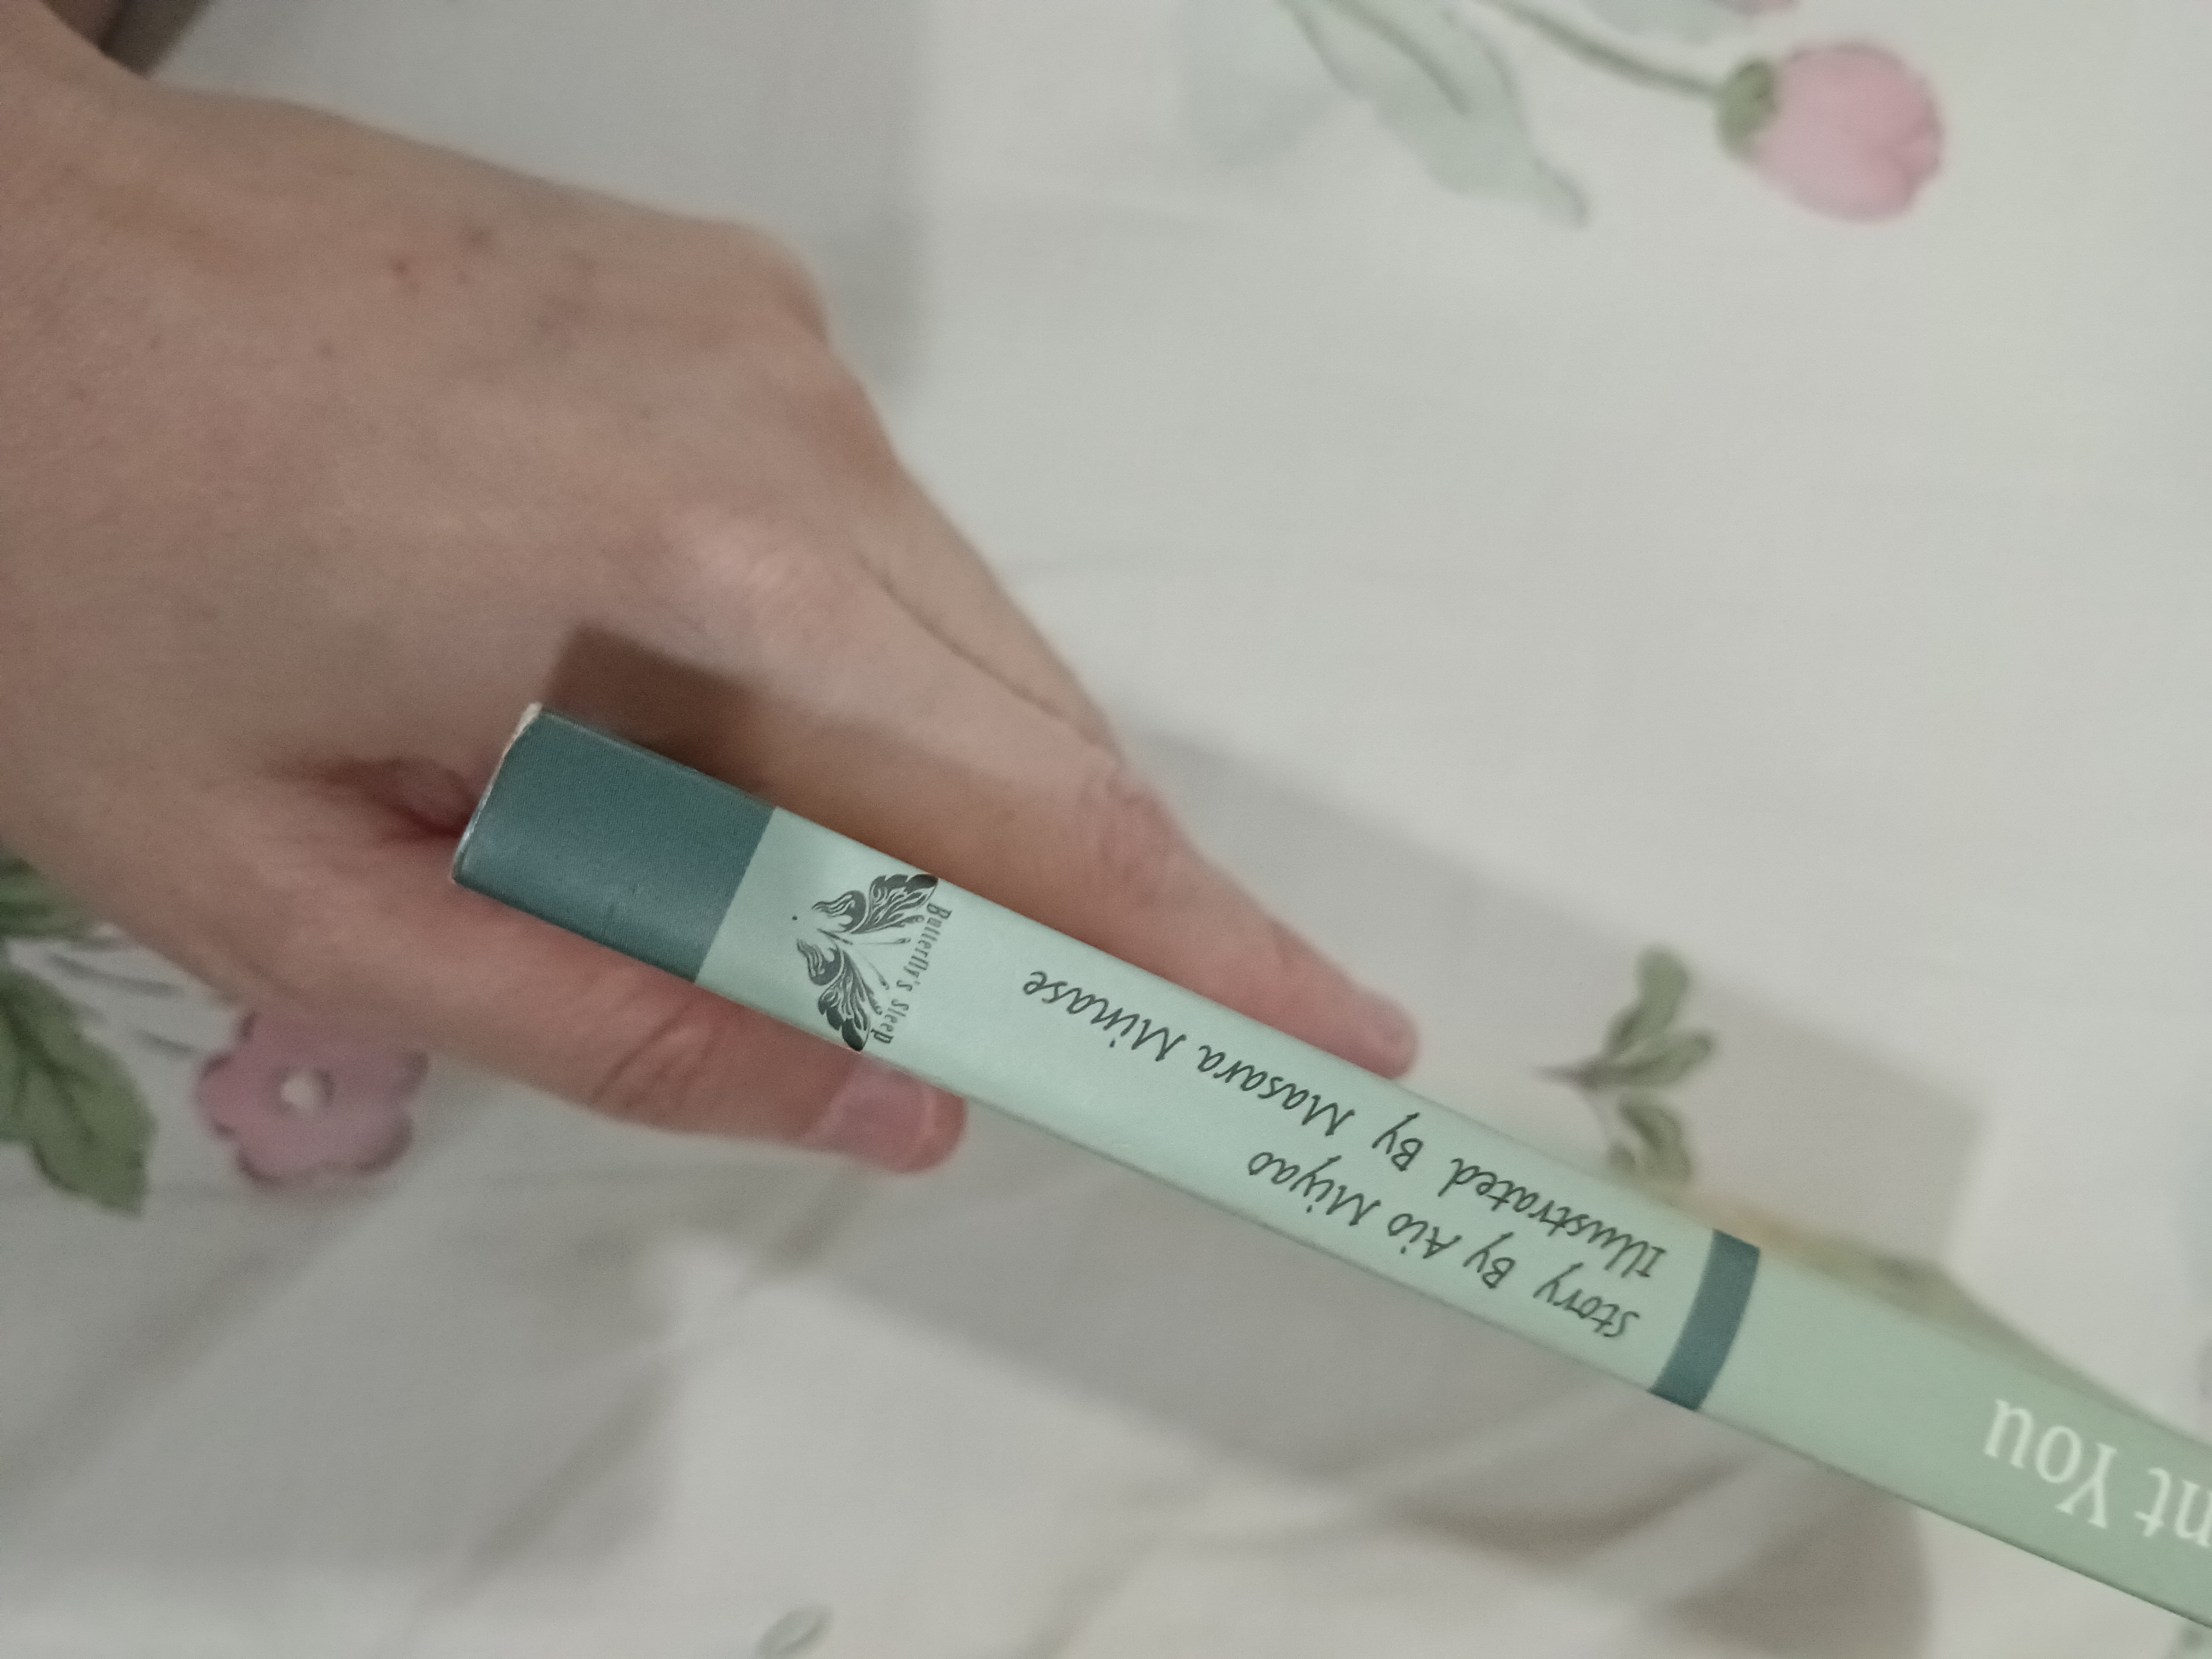 nt You
Story By Aio Miyao
Illustrated By Masara Minase
Butterfly's Sleep